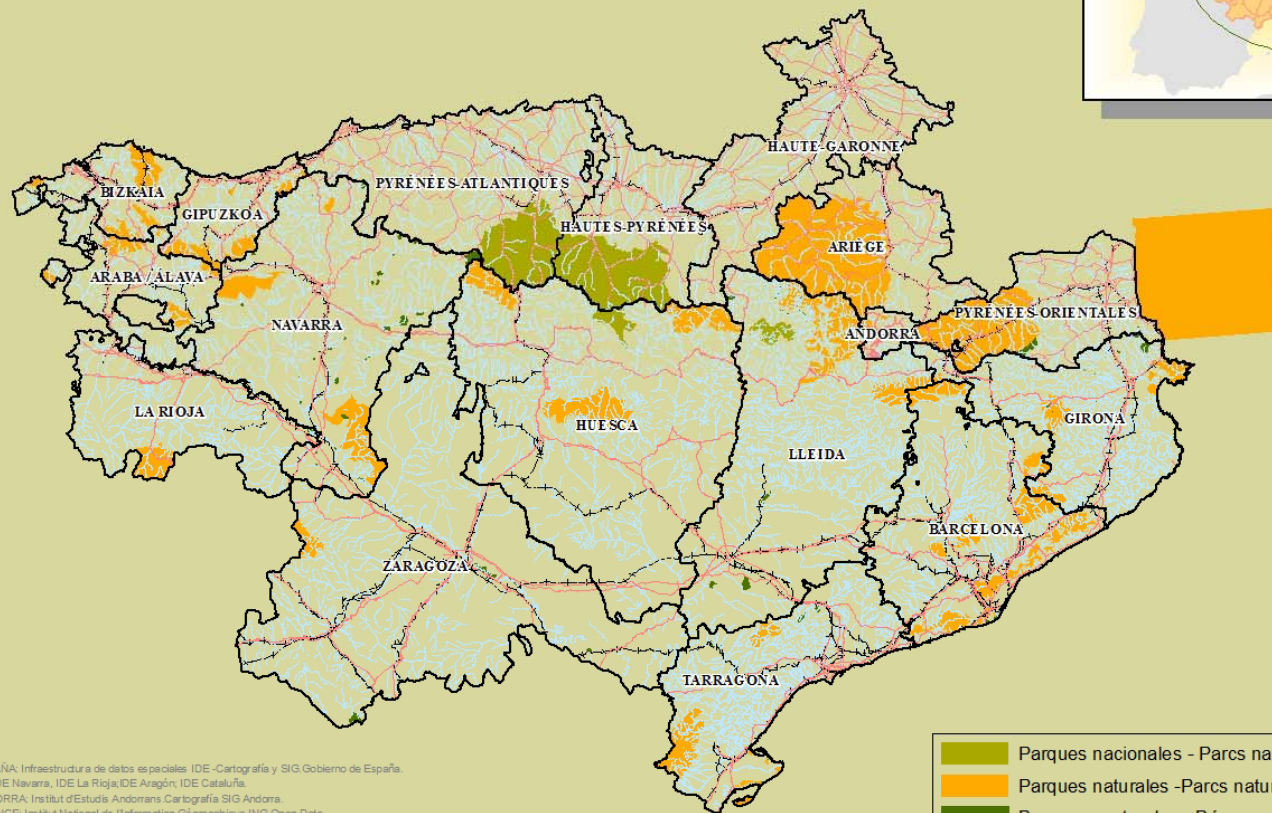 HAUTE-GARONNE
PYRÉNÉES-ATLANTIQUES
BIZKAIA
GIPUZKOA
HAUTES-PYRÉNÉES
ARIÈGE
ARABA / ÁLAVA
NAVARRA
ANDORRA
PYRÉNÉES-ORIENTALES
LA RIOJA
HUESCA
GIRONA
LLEIDA
BARCELONA
ZARAGOZA
TARRAGONA
Parques nacionales - Parcs na
Parques naturales -Parcs natur
ÑA: Infraestructura de datos espaciales IDE -Cartografía y SIG.Gobierno de España.
DE Navarra, IDE La Rioja;IDE Aragón; IDE Cataluña.
ORRA: Institut d'Estudis Andorrans.Cartografía SIG Andorra.